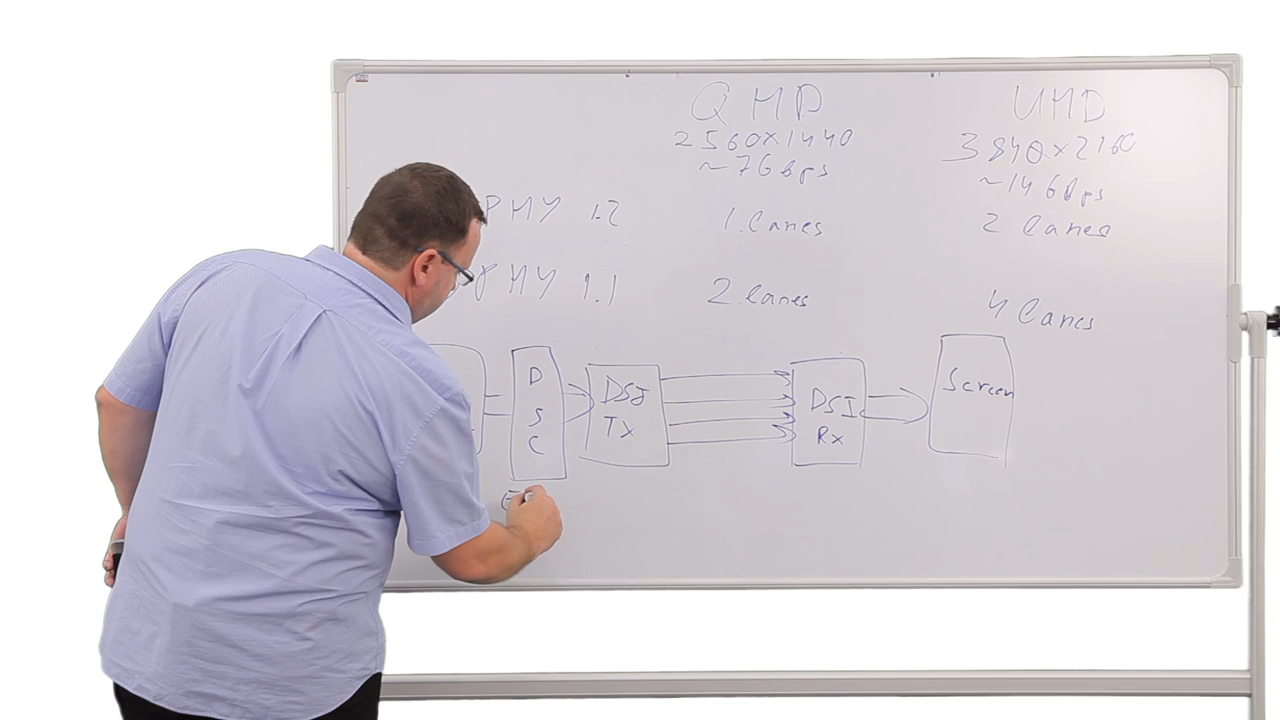 QHD UHD
2560x1440 3840x2160
~7Gbps ~14Gbps
PHY 1.2 1 Lanes 2 Lanes
PHY 1.1 2 Lanes 4 Lanes
D
S
C
DSI
Tx
DSI
Rx
Screen
E